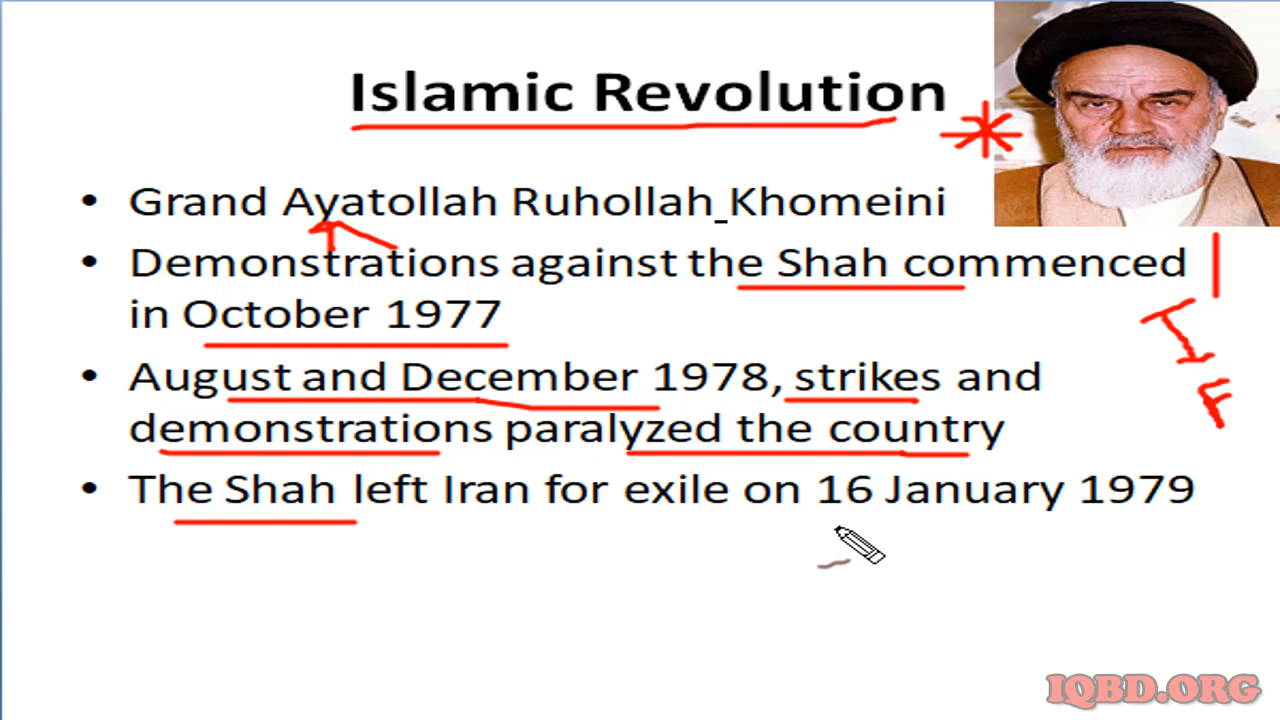 Islamic Revolution
• Grand Ayatollah Ruhollah Khomeini
• Demonstrations against the Shah commenced
in October 1977
• August and December 1978, strikes and
demonstrations paralyzed the country
• The Shah left Iran for exile on 16 January 1979
IQBD.ORG